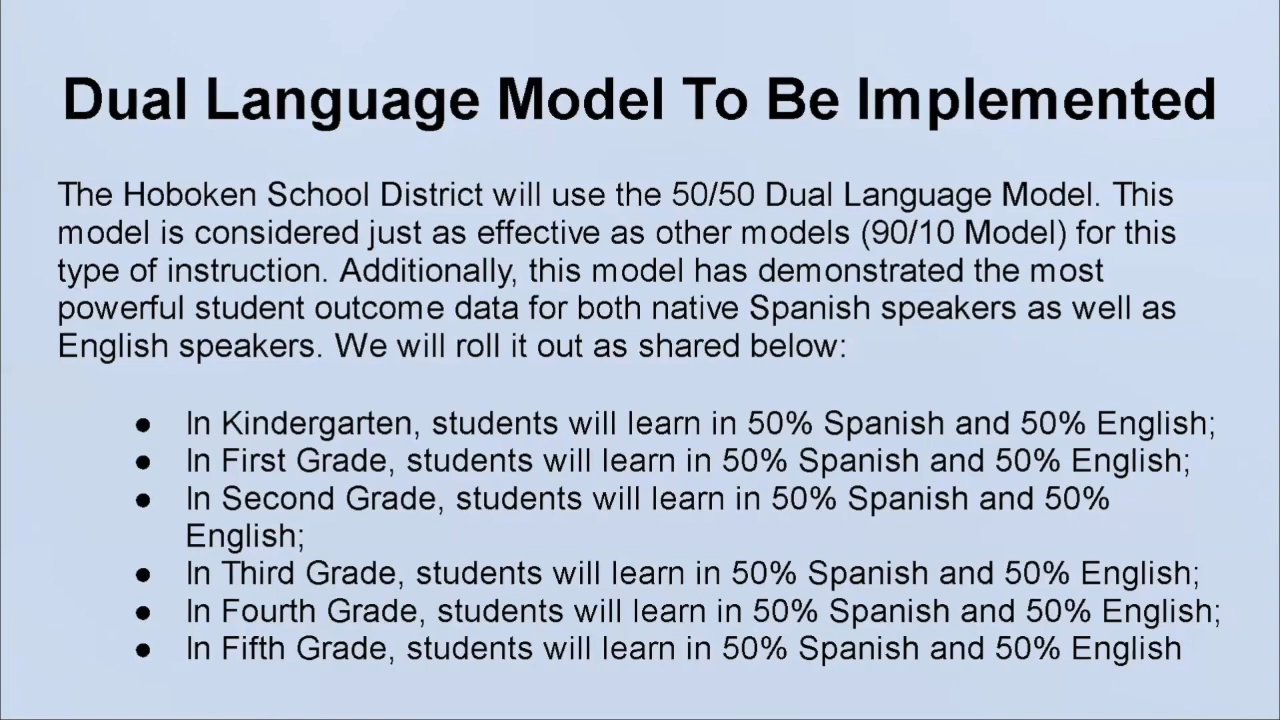 Dual Language Model To Be Implemented
The Hoboken School District will use the 50/50 Dual Language Model. This
model is considered just as effective as other models (90/10 Model) for this
type of instruction. Additionally, this model has demonstrated the most
powerful student outcome data for both native Spanish speakers as well as
English speakers. We will roll it out as shared below:
● In Kindergarten, students will learn in 50% Spanish and 50% English;
● In First Grade, students will learn in 50% Spanish and 50% English;
● In Second Grade, students will learn in 50% Spanish and 50%
English;
● In Third Grade, students will learn in 50% Spanish and 50% English;
● In Fourth Grade, students will learn in 50% Spanish and 50% English;
● In Fifth Grade, students will learn in 50% Spanish and 50% English